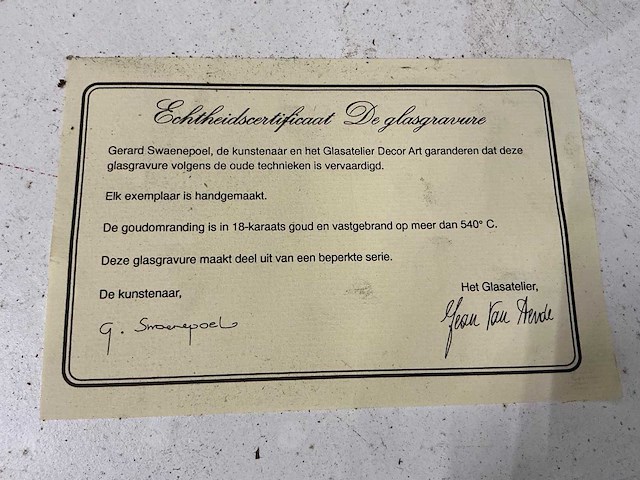 Echtheidscertificaat De glasgravure
Gerard Swaenepoel, de kunstenaar en het Glasatelier Decor Art garanderen dat deze
glasgravure volgens de oude technieken is vervaardigd.
Elk exemplaar is handgemaakt.
De goudomranding is in 18-karaats goud en vastgebrand op meer dan 540° C.
Deze glasgravure maakt deel uit van een beperkte serie.
De kunstenaar,
Het Glasatelier,
G. Swaenepoel
Jean Van